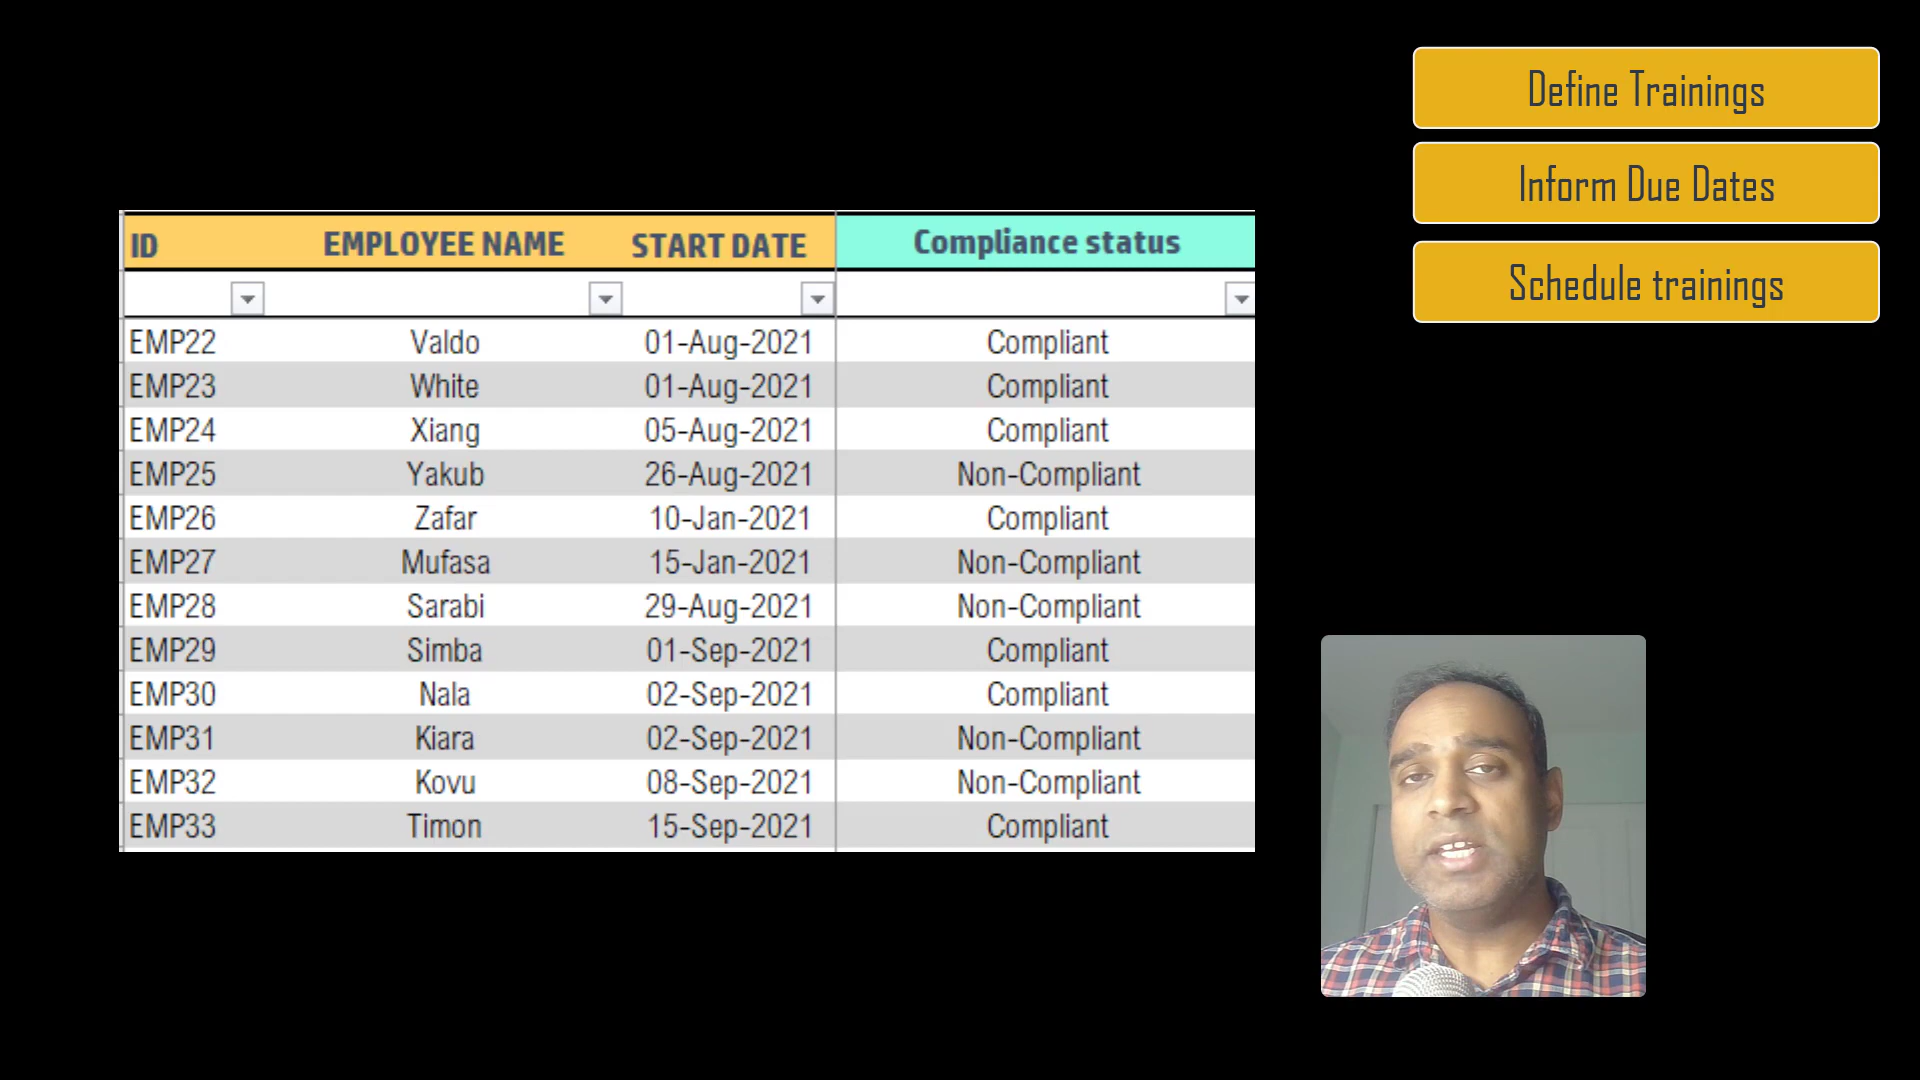 Define Trainings
Inform Due Dates
Schedule trainings
ID EMPLOYEE NAME START DATE Compliance status
EMP22 Valdo 01-Aug-2021 Compliant
EMP23 White 01-Aug-2021 Compliant
EMP24 Xiang 05-Aug-2021 Compliant
EMP25 Yakub 26-Aug-2021 Non-Compliant
EMP26 Zafar 10-Jan-2021 Compliant
EMP27 Mufasa 15-Jan-2021 Non-Compliant
EMP28 Sarabi 29-Aug-2021 Non-Compliant
EMP29 Simba 01-Sep-2021 Compliant
EMP30 Nala 02-Sep-2021 Compliant
EMP31 Kiara 02-Sep-2021 Non-Compliant
EMP32 Kovu 08-Sep-2021 Non-Compliant
EMP33 Timon 15-Sep-2021 Compliant